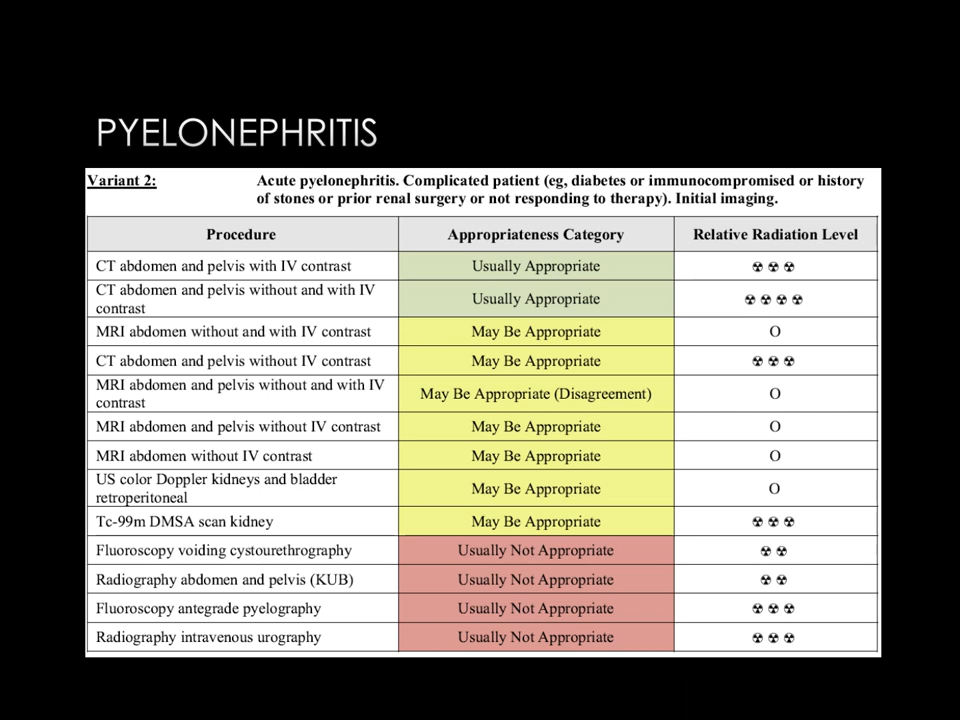 PYELONEPHRITIS
Variant 2: Acute pyelonephritis. Complicated patient (eg, diabetes or immunocompromised or history
of stones or prior renal surgery or not responding to therapy). Initial imaging.
Procedure Appropriateness Category Relative Radiation Level
CT abdomen and pelvis with IV contrast Usually Appropriate ☢☢☢
CT abdomen and pelvis without and with IV
contrast Usually Appropriate ☢☢☢☢
MRI abdomen without and with IV contrast May Be Appropriate O
CT abdomen and pelvis without IV contrast May Be Appropriate ☢☢☢
MRI abdomen and pelvis without and with IV
contrast May Be Appropriate (Disagreement) O
MRI abdomen and pelvis without IV contrast May Be Appropriate O
MRI abdomen without IV contrast May Be Appropriate O
US color Doppler kidneys and bladder
retroperitoneal May Be Appropriate O
Tc-99m DMSA scan kidney May Be Appropriate ☢☢☢
Fluoroscopy voiding cystourethrography Usually Not Appropriate ☢☢
Radiography abdomen and pelvis (KUB) Usually Not Appropriate ☢☢
Fluoroscopy antegrade pyelography Usually Not Appropriate ☢☢☢
Radiography intravenous urography Usually Not Appropriate ☢☢☢